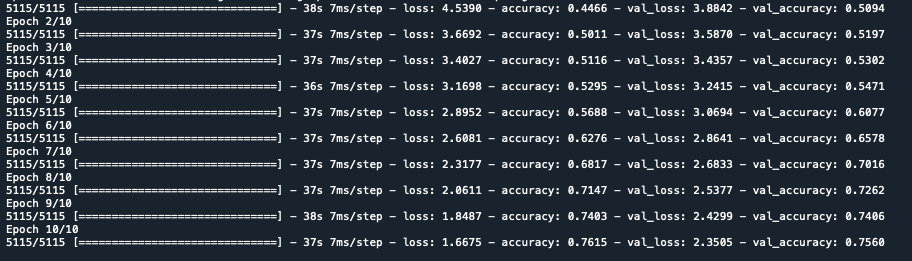 5115/5115 [==============================] - 38s 7ms/step - loss: 4.5390 - accuracy: 0.4466 - val_loss: 3.8842 - val_accuracy: 0.5094
Epoch 2/10
5115/5115 [==============================] - 37s 7ms/step - loss: 3.6692 - accuracy: 0.5011 - val_loss: 3.5870 - val_accuracy: 0.5197
Epoch 3/10
5115/5115 [==============================] - 37s 7ms/step - loss: 3.4027 - accuracy: 0.5116 - val_loss: 3.4357 - val_accuracy: 0.5302
Epoch 4/10
5115/5115 [==============================] - 36s 7ms/step - loss: 3.1698 - accuracy: 0.5295 - val_loss: 3.2415 - val_accuracy: 0.5471
Epoch 5/10
5115/5115 [==============================] - 37s 7ms/step - loss: 2.8952 - accuracy: 0.5688 - val_loss: 3.0694 - val_accuracy: 0.6077
Epoch 6/10
5115/5115 [==============================] - 37s 7ms/step - loss: 2.6081 - accuracy: 0.6276 - val_loss: 2.8641 - val_accuracy: 0.6578
Epoch 7/10
5115/5115 [==============================] - 37s 7ms/step - loss: 2.3177 - accuracy: 0.6817 - val_loss: 2.6833 - val_accuracy: 0.7016
Epoch 8/10
5115/5115 [==============================] - 37s 7ms/step - loss: 2.0611 - accuracy: 0.7147 - val_loss: 2.5377 - val_accuracy: 0.7262
Epoch 9/10
5115/5115 [==============================] - 38s 7ms/step - loss: 1.8487 - accuracy: 0.7403 - val_loss: 2.4299 - val_accuracy: 0.7406
Epoch 10/10
5115/5115 [==============================] - 37s 7ms/step - loss: 1.6675 - accuracy: 0.7615 - val_loss: 2.3505 - val_accuracy: 0.7560